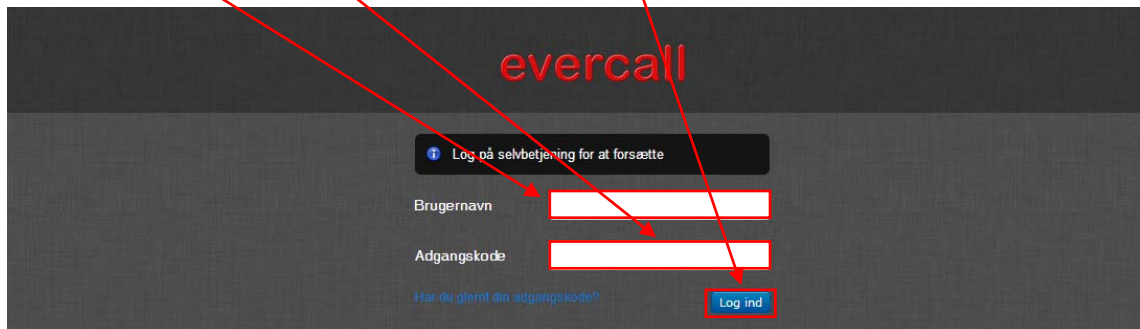 evercall
Log på selvbetjening for at forsætte
Brugernavn
Adgangskode
Har du glemt din adgangskode?
Log ind